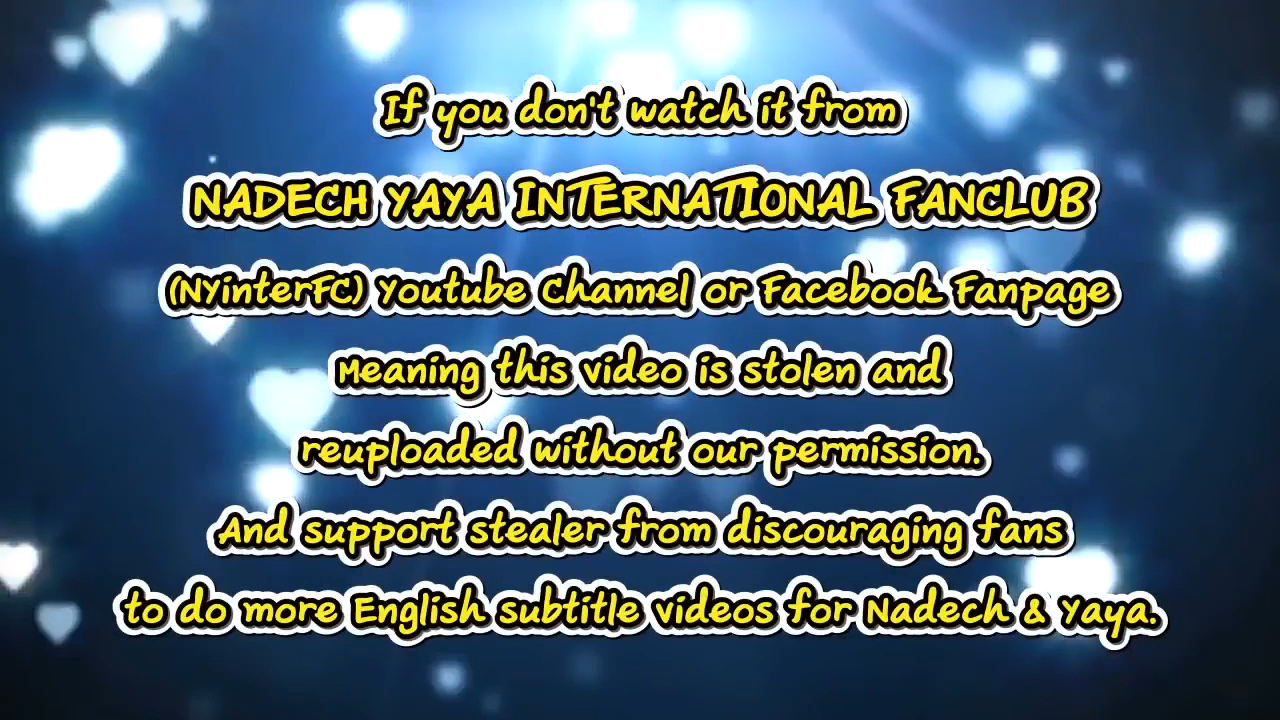 If you don't watch it from
NADECH YAYA INTERNATIONAL FANCLUB
(NYinterFC) Youtube Channel or Facebook Fanpage
Meaning this video is stolen and
reuploaded without our permission.
And support stealer from discouraging fans
to do more English subtitle videos for Nadech & Yaya.